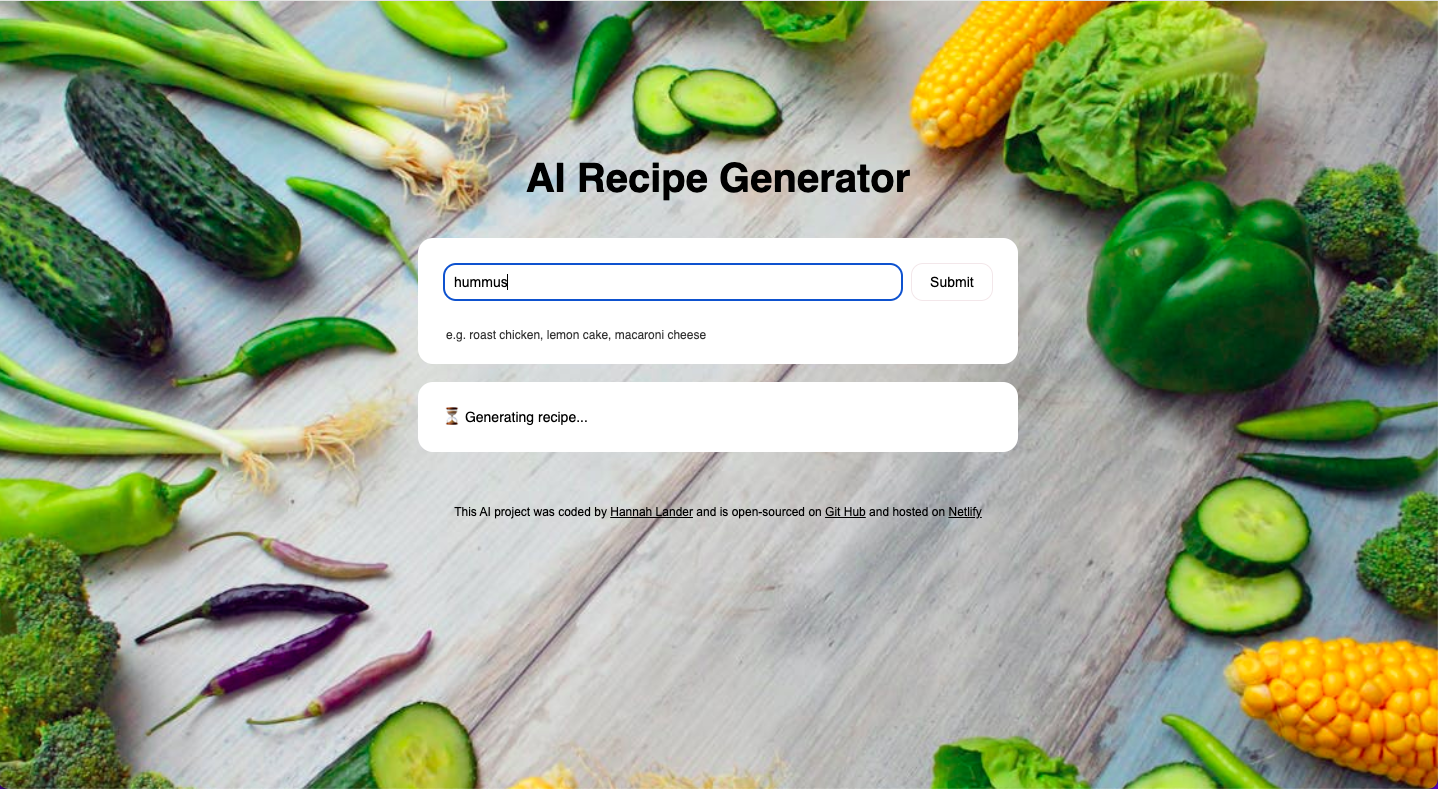 AI Recipe Generator
hummus
Submit
e.g. roast chicken, lemon cake, macaroni cheese
⏳ Generating recipe...
This AI project was coded by Hannah Lander and is open-sourced on Git Hub and hosted on Netlify